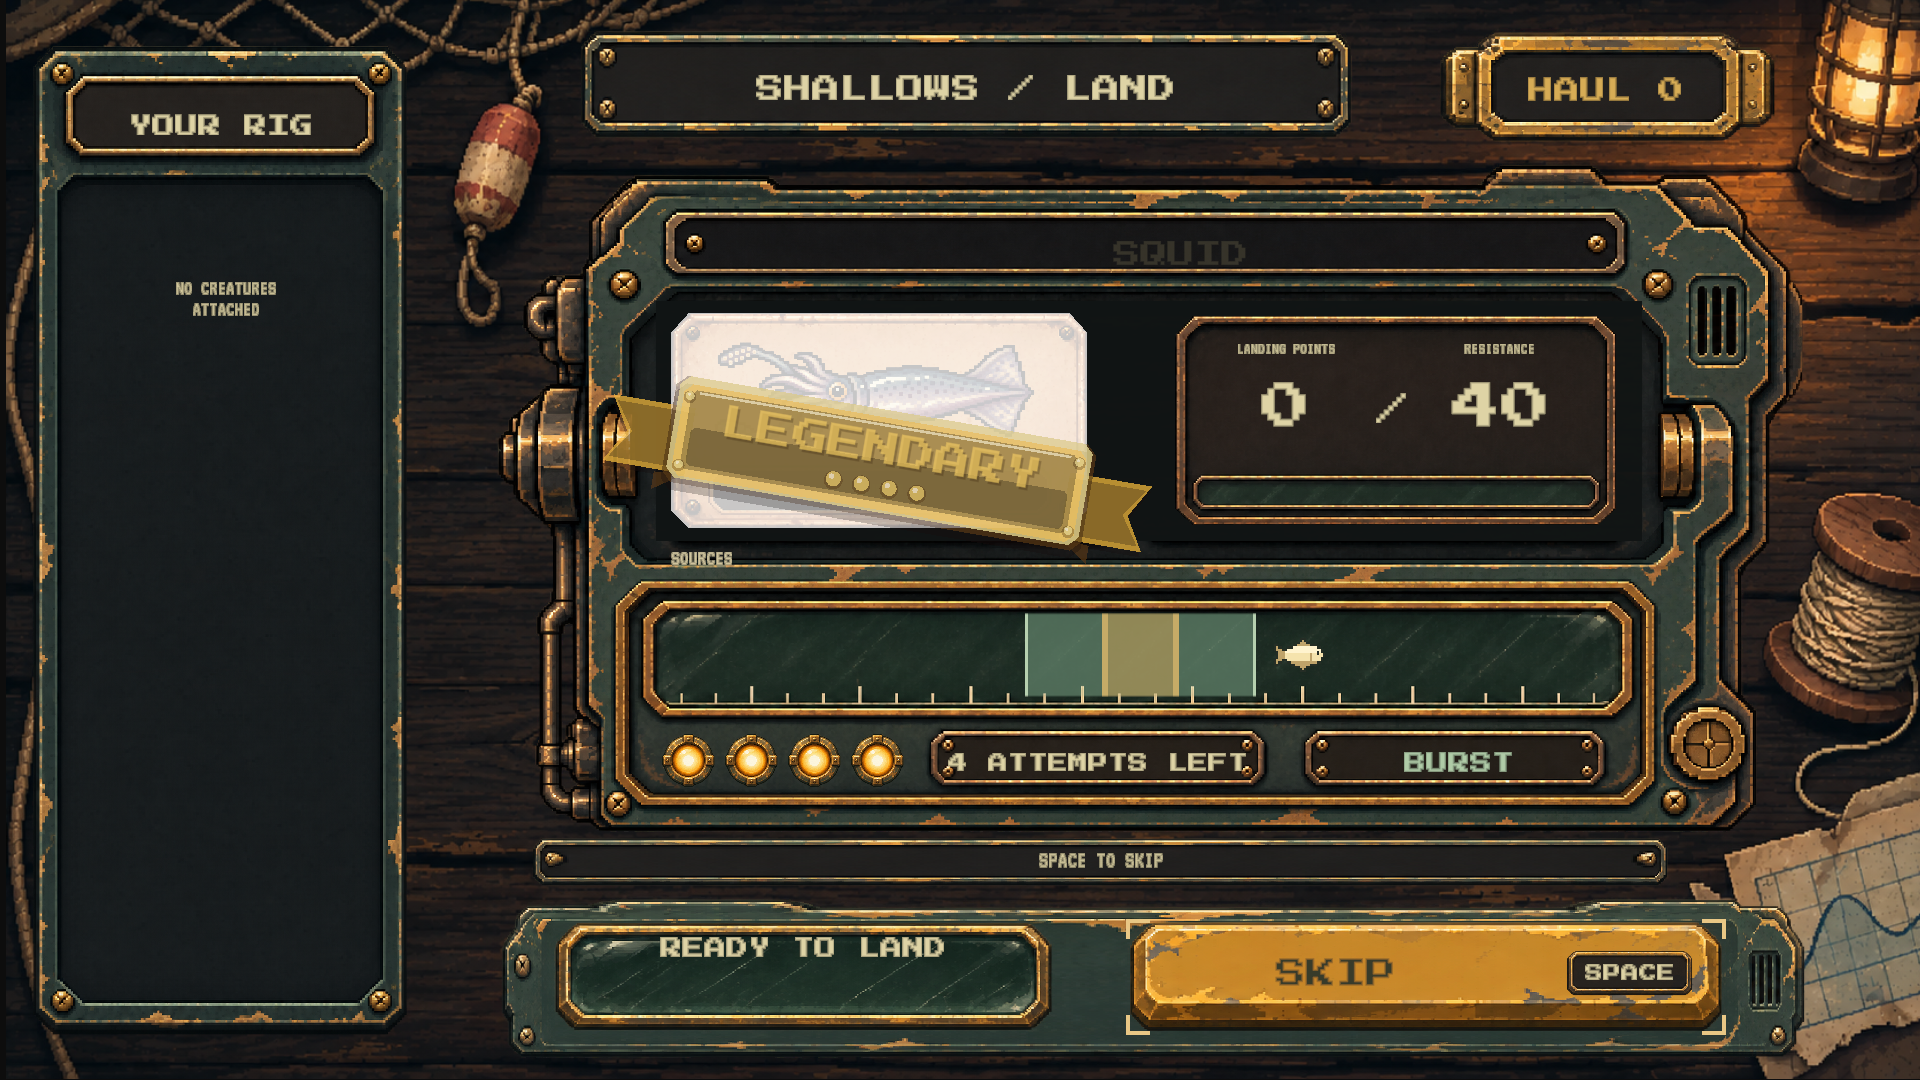 YOUR RIG
NO CREATURES
ATTACHED
SHALLOWS / LAND
HAUL 0
SQUID
LEGENDARY
LANDING POINTS
RESISTANCE
0 / 40
SOURCES
4 ATTEMPTS LEFT
BURST
SPACE TO SKIP
READY TO LAND
SKIP
SPACE